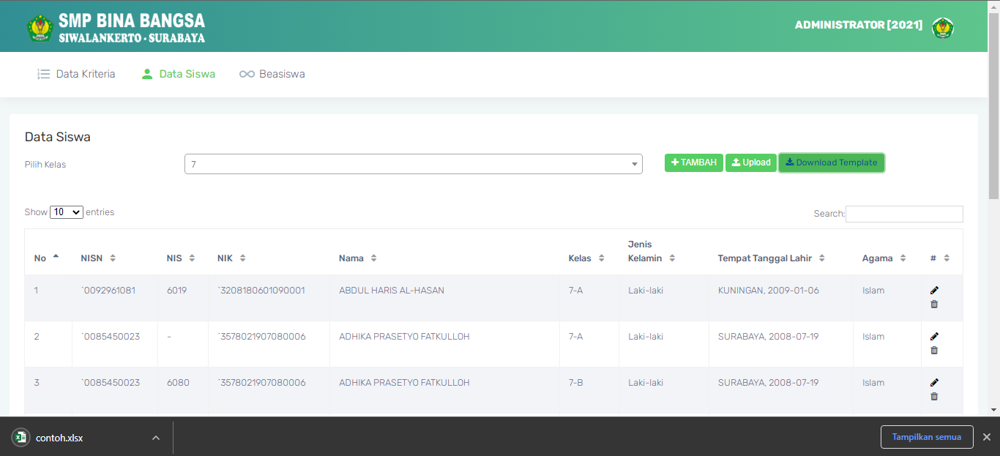 SMP BINA BANGSA
SIWALANKERTO - SURABAYA
ADMINISTRATOR [2021]
Data Kriteria
Data Siswa
Beasiswa
Data Siswa
Pilih Kelas
7
TAMBAH
Upload
Download Template
Show 10 entries
Search:
No NISN NIS NIK Nama Kelas Jenis Kelamin Tempat Tanggal Lahir Agama #
1 `0092961081 6019 `3208180601090001 ABDUL HARIS AL-HASAN 7-A Laki-laki KUNINGAN, 2009-01-06 Islam
2 `0085450023 - `3578021907080006 ADHIKA PRASETYO FATKULLOH 7-A Laki-laki SURABAYA, 2008-07-19 Islam
3 `0085450023 6080 `3578021907080006 ADHIKA PRASETYO FATKULLOH 7-B Laki-laki SURABAYA, 2008-07-19 Islam
contoh.xlsx
Tampilkan semua